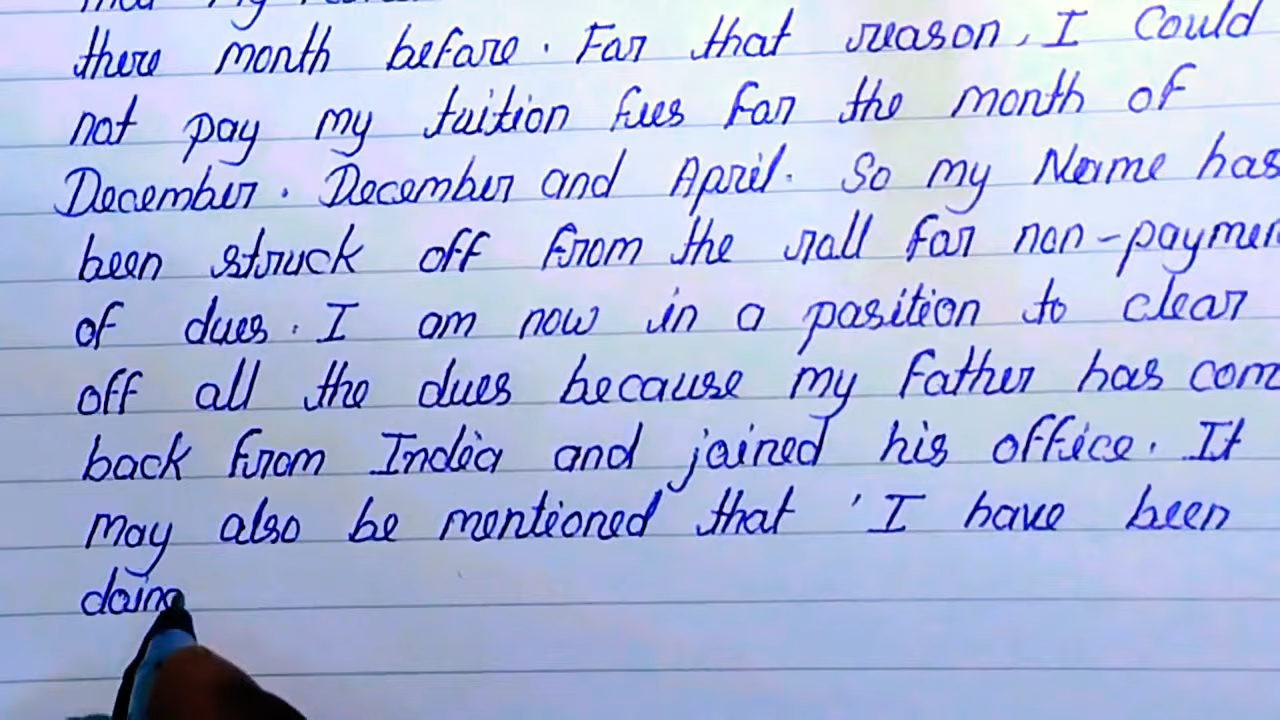 there month before. For that reason, I Could
not pay my tuition fees for the month of
December. December and April. So my Name has
been struck off from the roll for non-paymen
of dues. I am now in a position to clear
off all the dues because my father has com
back from India and joined his office. It
may also be mentioned that 'I have been
doing